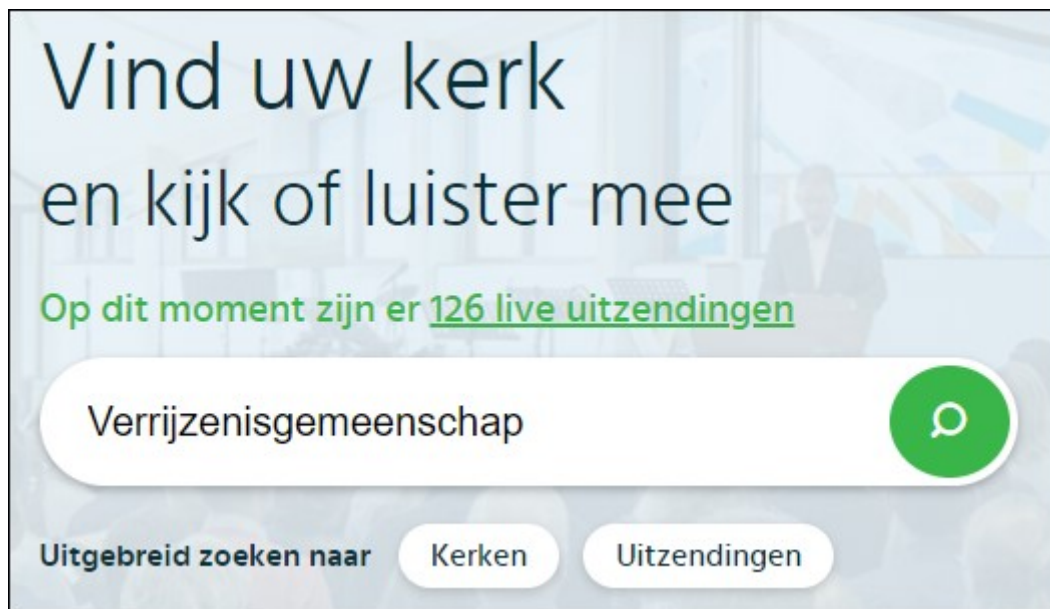 Vind uw kerk
en kijk of luister mee
Op dit moment zijn er 126 live uitzendingen
Verrijzenisgemeenschap
Uitgebreid zoeken naar Kerken Uitzendingen